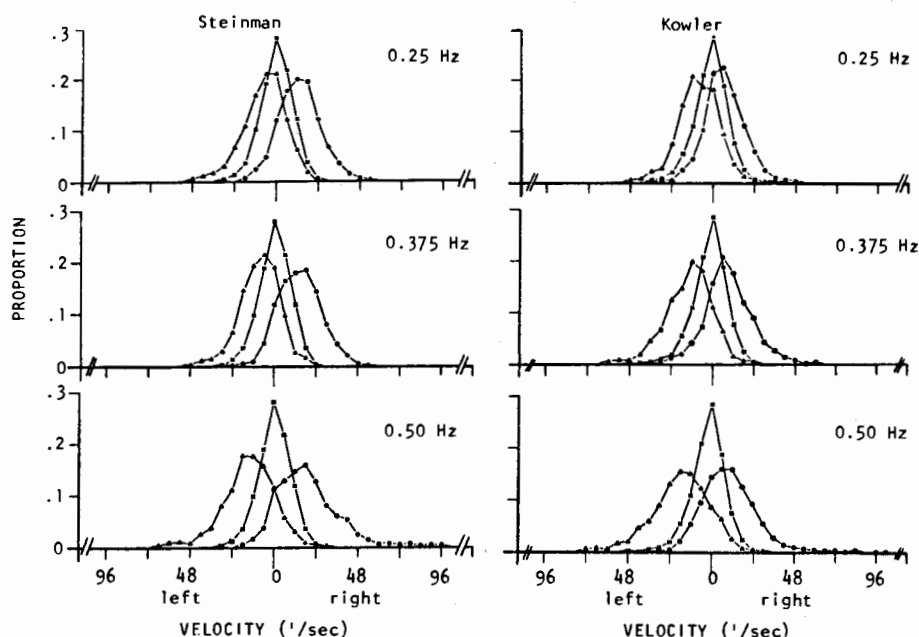 Steinman
Kowler
.3
.2
.1
0
0.25 Hz
0.25 Hz
.3
.2
.1
0
0.375 Hz
0.375 Hz
PROPORTION
.3
.2
.1
0
0.50 Hz
0.50 Hz
96 48 0 48 96
96 48 0 48 96
left right
left right
VELOCITY ('/sec)
VELOCITY ('/sec)